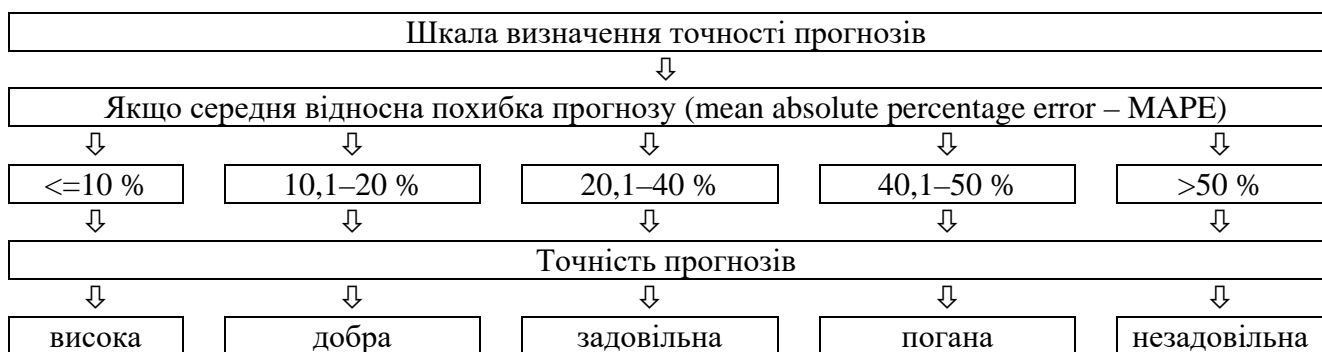 Шкала визначення точності прогнозів
Якщо середня відносна похибка прогнозу (mean absolute percentage error – MAPE)
<=10 % 10,1–20 % 20,1–40 % 40,1–50 % >50 %
Точність прогнозів
висока добра задовільна погана незадовільна